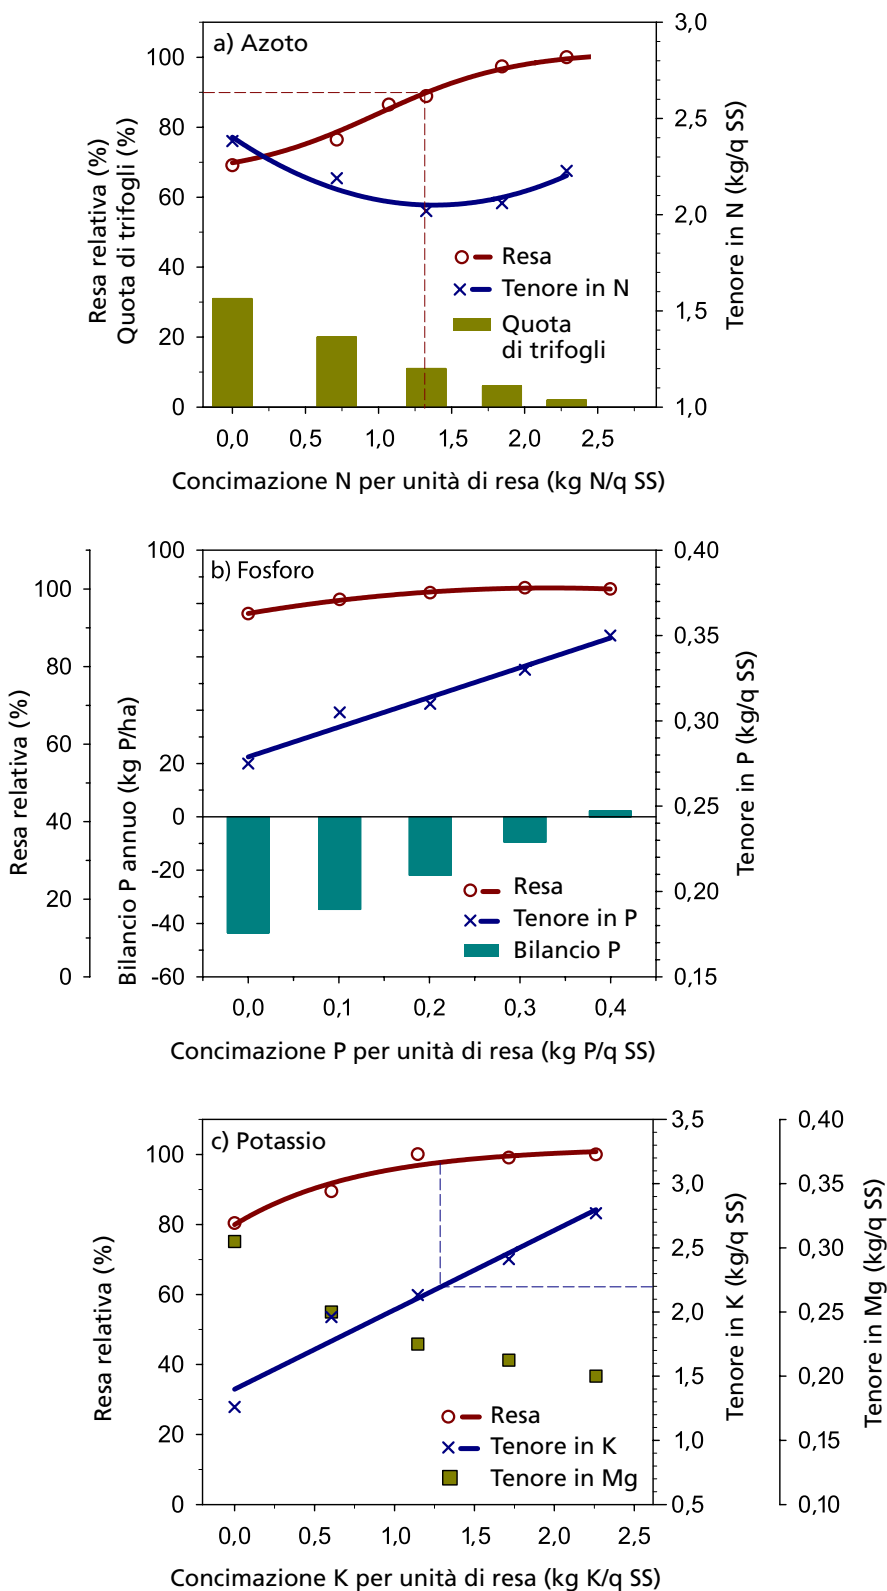 a) Azoto
Resa relativa (%)
Quota di trifogli (%)
100
80
60
40
20
0
3,0
2,5
2,0
1,5
1,0
Tenore in N (kg/q SS)
Resa
Tenore in N
Quota
di trifogli
0,0 0,5 1,0 1,5 2,0 2,5
Concimazione N per unità di resa (kg N/q SS)
b) Fosforo
Resa relativa (%)
100
80
60
40
20
0
Bilancio P annuo (kg P/ha)
100
20
0
-20
-40
-60
0,40
0,35
0,30
0,25
0,20
0,15
Tenore in P (kg/q SS)
Resa
Tenore in P
Bilancio P
0,0 0,1 0,2 0,3 0,4
Concimazione P per unità di resa (kg P/q SS)
c) Potassio
Resa relativa (%)
100
80
60
40
20
0
3,5
3,0
2,5
2,0
1,5
1,0
0,5
Tenore in K (kg/q SS)
0,40
0,35
0,30
0,25
0,20
0,15
0,10
Tenore in Mg (kg/q SS)
Resa
Tenore in K
Tenore in Mg
0,0 0,5 1,0 1,5 2,0 2,5
Concimazione K per unità di resa (kg K/q SS)